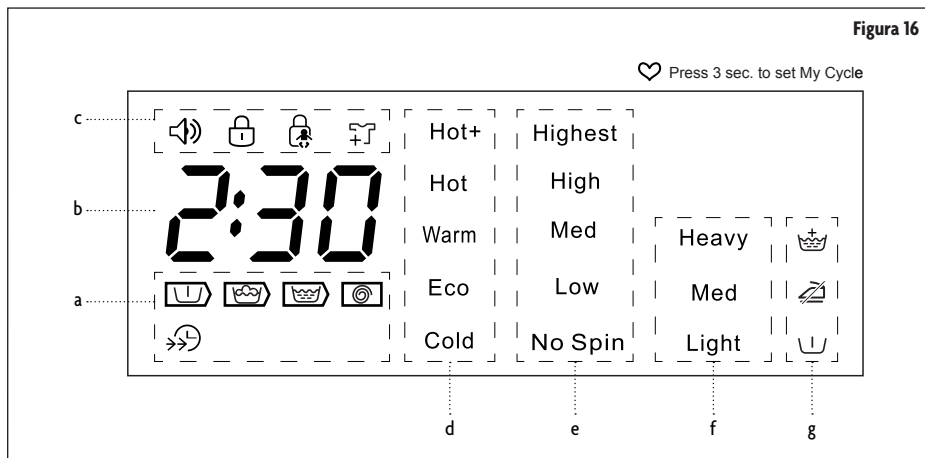 Figura 16
♡ Press 3 sec. to set My Cycle
c
Hot+ Highest
Hot High
b
2:30
Warm Med Heavy
a
Eco Low Med
Cold No Spin Light
d e f g